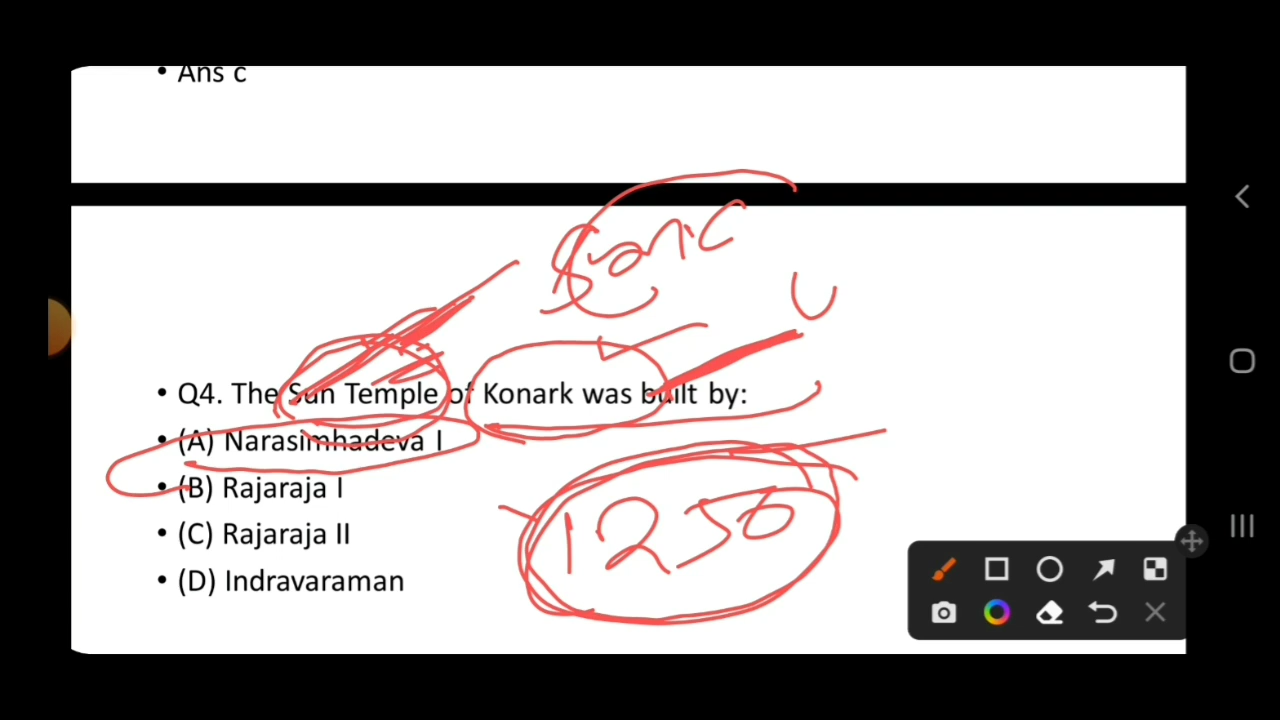 • Ans c
• Q4. The Sun Temple of Konark was built by:
• (A) Narasimhadeva I
• (B) Rajaraja I
• (C) Rajaraja II
• (D) Indravaraman
1250